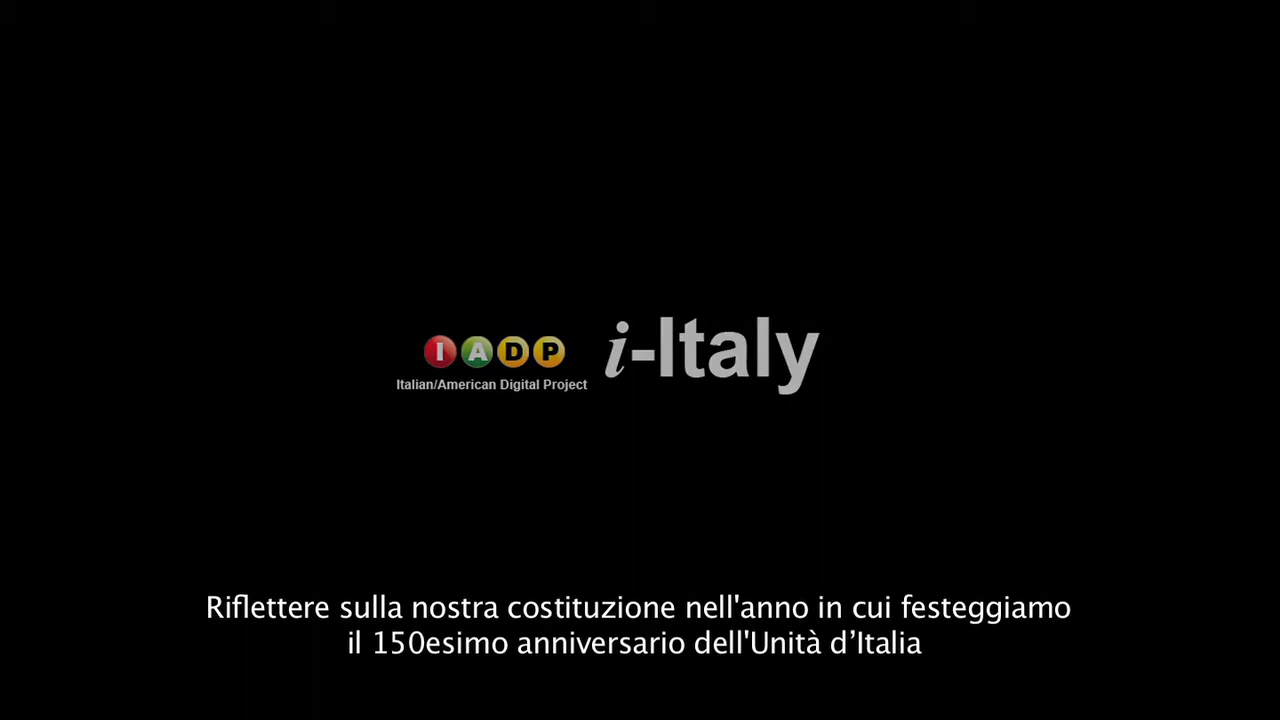 I A D P
Italian/American Digital Project
i-Italy
Riflettere sulla nostra costituzione nell'anno in cui festeggiamo
il 150esimo anniversario dell'Unità d’Italia